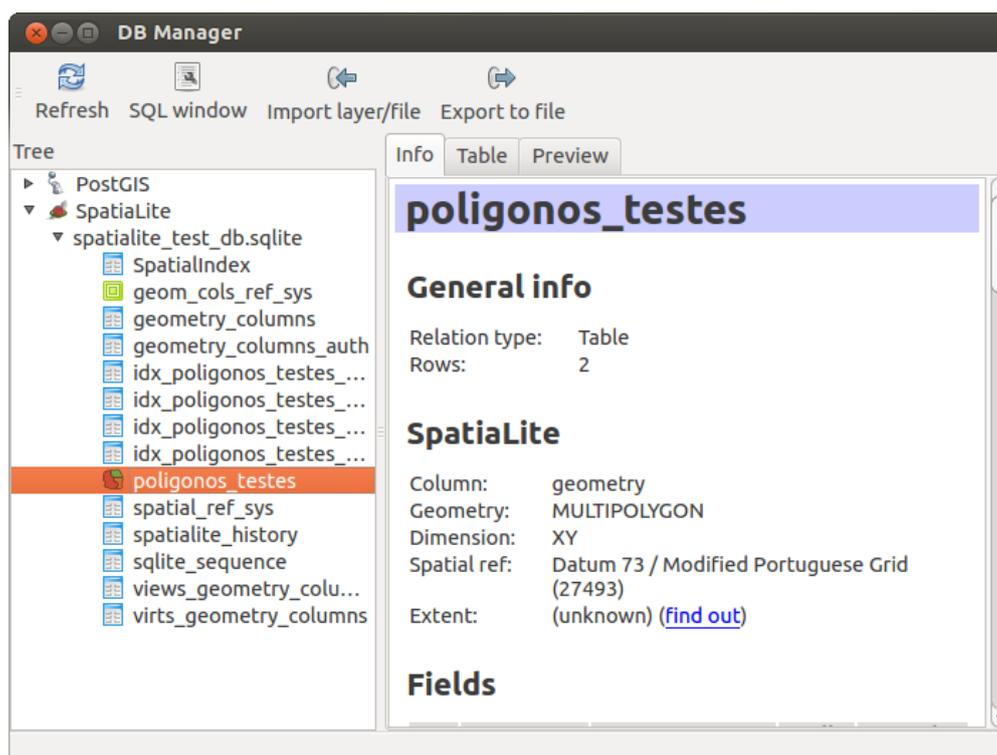 DB Manager
Refresh SQL window Import layer/file Export to file
Tree
PostGIS
SpatiaLite
spatialite_test_db.sqlite
SpatialIndex
geom_cols_ref_sys
geometry_columns
geometry_columns_auth
idx_poligonos_testes_...
idx_poligonos_testes_...
idx_poligonos_testes_...
idx_poligonos_testes_...
poligonos_testes
spatial_ref_sys
spatialite_history
sqlite_sequence
views_geometry_colu...
virts_geometry_columns
Info Table Preview
poligonos_testes
General info
Relation type: Table
Rows: 2
SpatiaLite
Column: geometry
Geometry: MULTIPOLYGON
Dimension: XY
Spatial ref: Datum 73 / Modified Portuguese Grid
(27493)
Extent: (unknown) (find out)
Fields